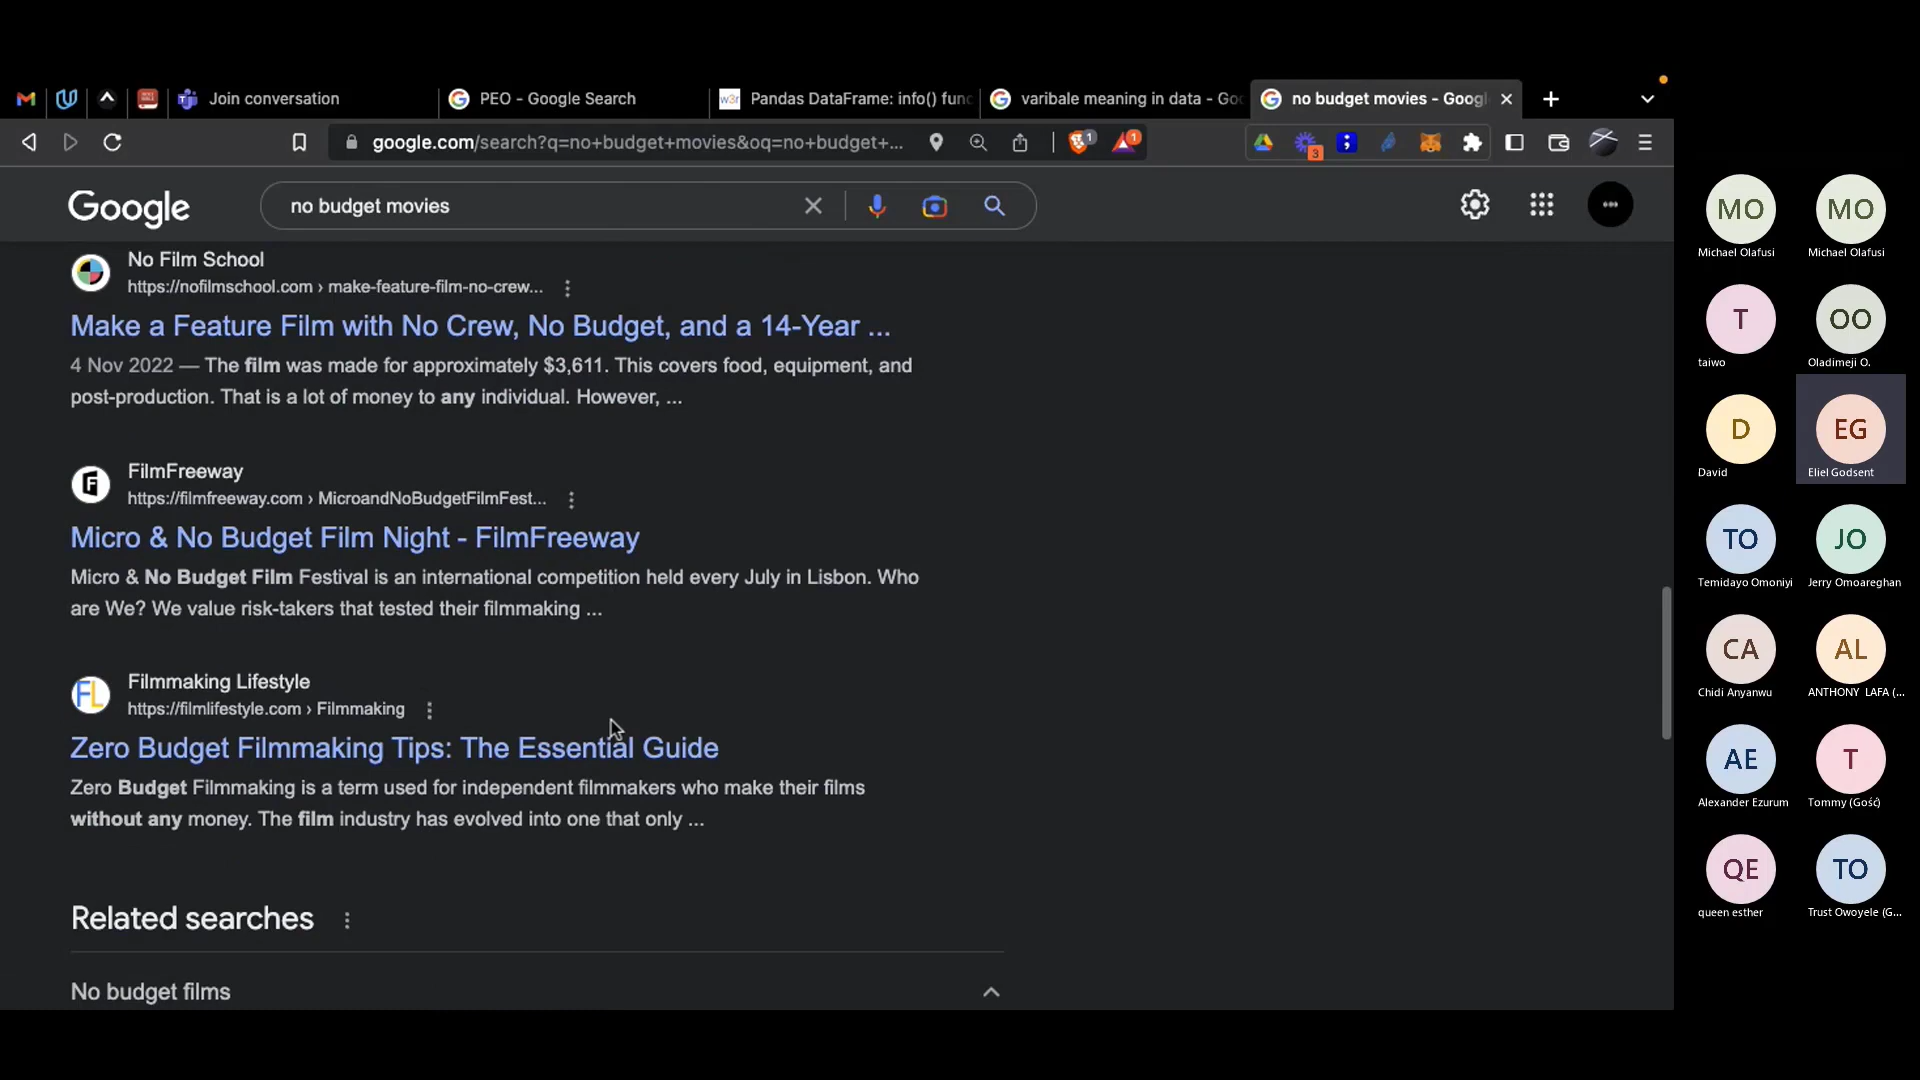 Join conversation
PEO - Google Search
w3r
Pandas DataFrame: info() func
varibale meaning in data - Goo
no budget movies - Googl
google.com/search?q=no+budget+movies&oq=no+budget+...
1
1
3
Google
no budget movies
No Film School
https://nofilmschool.com › make-feature-film-no-crew...
Make a Feature Film with No Crew, No Budget, and a 14-Year ...
4 Nov 2022 — The film was made for approximately $3,611. This covers food, equipment, and
post-production. That is a lot of money to any individual. However, ...
FilmFreeway
https://filmfreeway.com › MicroandNoBudgetFilmFest...
Micro & No Budget Film Night - FilmFreeway
Micro & No Budget Film Festival is an international competition held every July in Lisbon. Who
are We? We value risk-takers that tested their filmmaking ...
FL
Filmmaking Lifestyle
https://filmlifestyle.com › Filmmaking
Zero Budget Filmmaking Tips: The Essential Guide
Zero Budget Filmmaking is a term used for independent filmmakers who make their films
without any money. The film industry has evolved into one that only ...
Related searches
No budget films
MO
MO
Michael Olafusi
Michael Olafusi
T
OO
taiwo
Oladimeji O.
D
EG
David
Eliel Godsent
TO
JO
Temidayo Omoniyi
Jerry Omoareghan
CA
AL
Chidi Anyanwu
ANTHONY LAFA (...
AE
T
Alexander Ezurum
Tommy (Gość)
QE
TO
queen esther
Trust Owoyele (G...